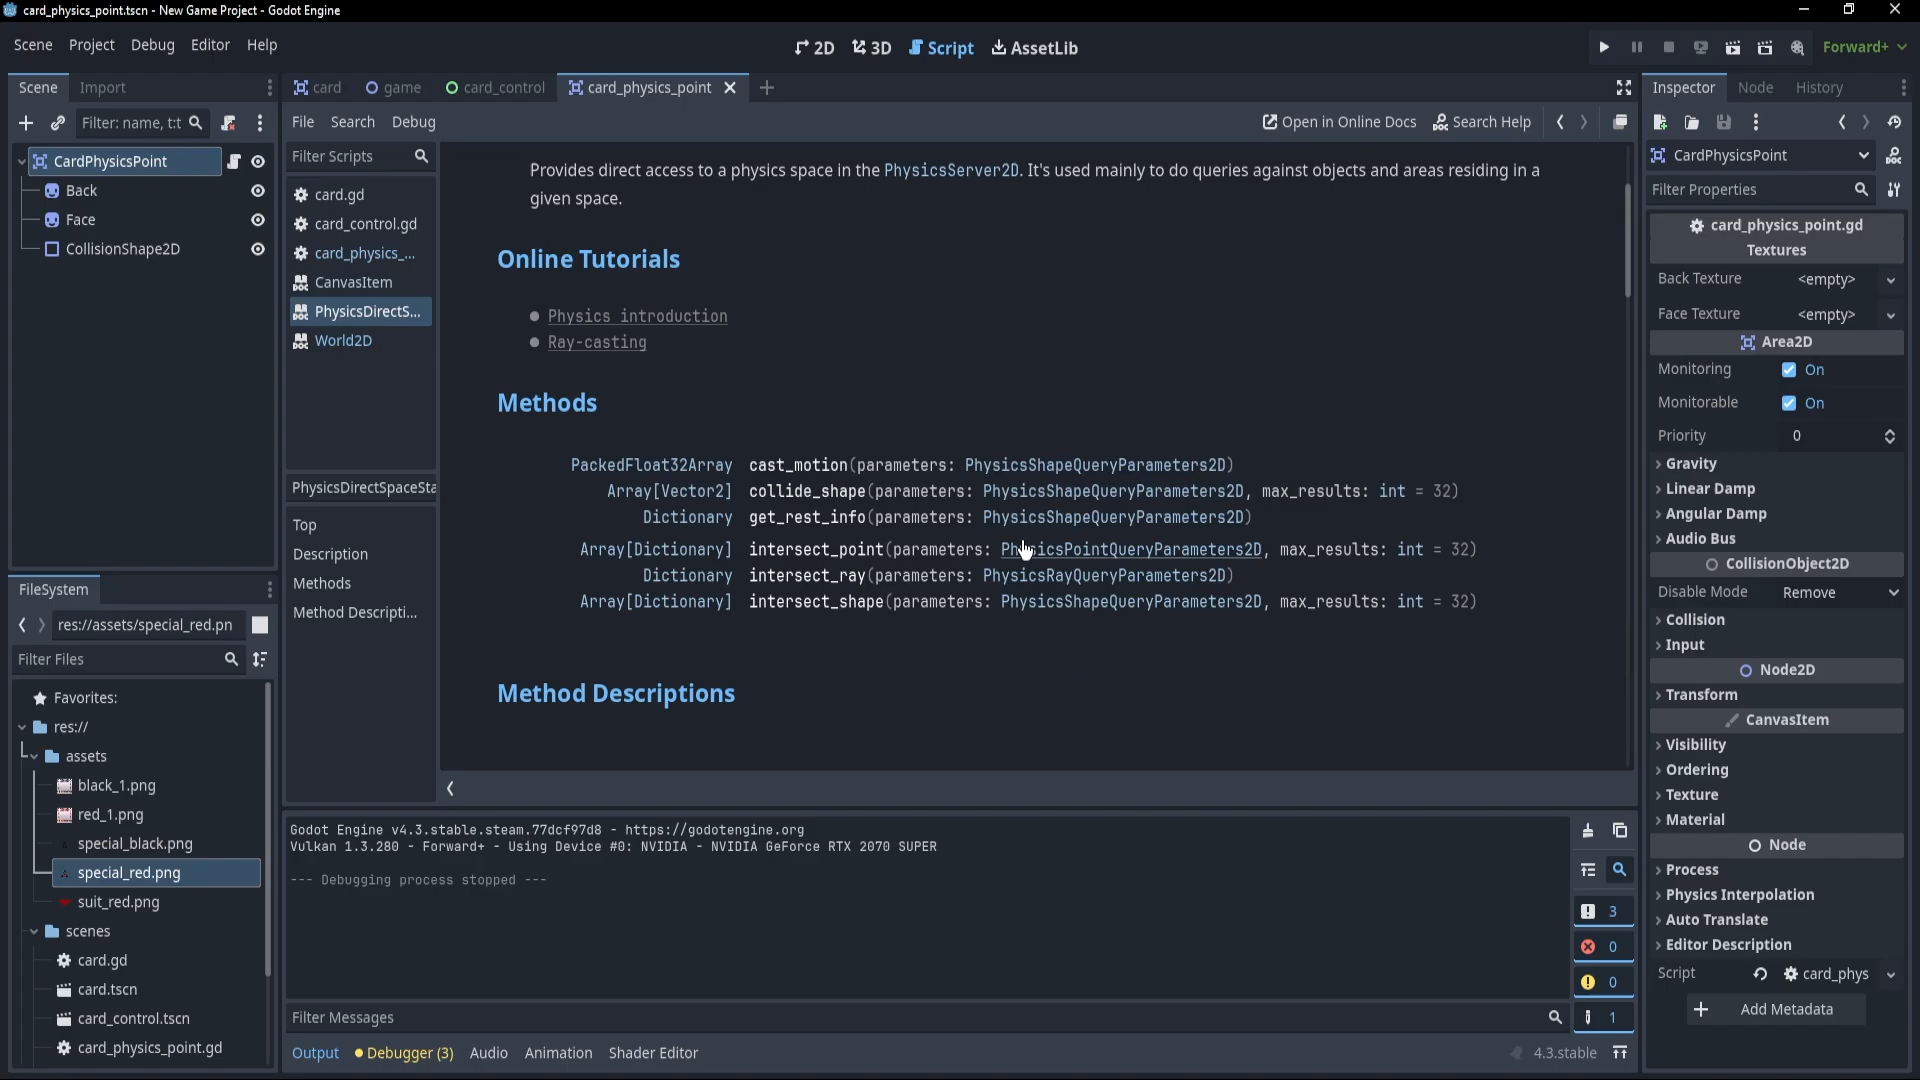 card_physics_point.tscn - New Game Project - Godot Engine
Scene Project Debug Editor Help
2D 3D Script AssetLib
Forward+
Scene Import
card game card_control card_physics_point
Inspector Node History
Filter: name, t:t
File Search Debug
Open in Online Docs Search Help
CardPhysicsPoint
Back
Face
CollisionShape2D
Filter Scripts
card.gd
card_control.gd
card_physics_...
CanvasItem
PhysicsDirectS...
World2D
PhysicsDirectSpaceSta
Top
Description
Methods
Method Descripti...
Provides direct access to a physics space in the PhysicsServer2D. It's used mainly to do queries against objects and areas residing in a
given space.
Online Tutorials
Physics introduction
Ray-casting
Methods
PackedFloat32Array cast_motion(parameters: PhysicsShapeQueryParameters2D)
Array[Vector2] collide_shape(parameters: PhysicsShapeQueryParameters2D, max_results: int = 32)
Dictionary get_rest_info(parameters: PhysicsShapeQueryParameters2D)
Array[Dictionary] intersect_point(parameters: PhysicsPointQueryParameters2D, max_results: int = 32)
Dictionary intersect_ray(parameters: PhysicsRayQueryParameters2D)
Array[Dictionary] intersect_shape(parameters: PhysicsShapeQueryParameters2D, max_results: int = 32)
Method Descriptions
FileSystem
res://assets/special_red.pn
Filter Files
Favorites:
res://
assets
black_1.png
red_1.png
special_black.png
special_red.png
suit_red.png
scenes
card.gd
card.tscn
card_control.tscn
card_physics_point.gd
Godot Engine v4.3.stable.steam.77dcf97d8 - https://godotengine.org
Vulkan 1.3.280 - Forward+ - Using Device #0: NVIDIA - NVIDIA GeForce RTX 2070 SUPER
--- Debugging process stopped ---
3
0
0
1
Filter Messages
Output Debugger (3) Audio Animation Shader Editor
4.3.stable
CardPhysicsPoint
Filter Properties
card_physics_point.gd
Textures
Back Texture <empty>
Face Texture <empty>
Area2D
Monitoring On
Monitorable On
Priority 0
Gravity
Linear Damp
Angular Damp
Audio Bus
CollisionObject2D
Disable Mode Remove
Collision
Input
Node2D
Transform
CanvasItem
Visibility
Ordering
Texture
Material
Node
Process
Physics Interpolation
Auto Translate
Editor Description
Script card_phys
Add Metadata